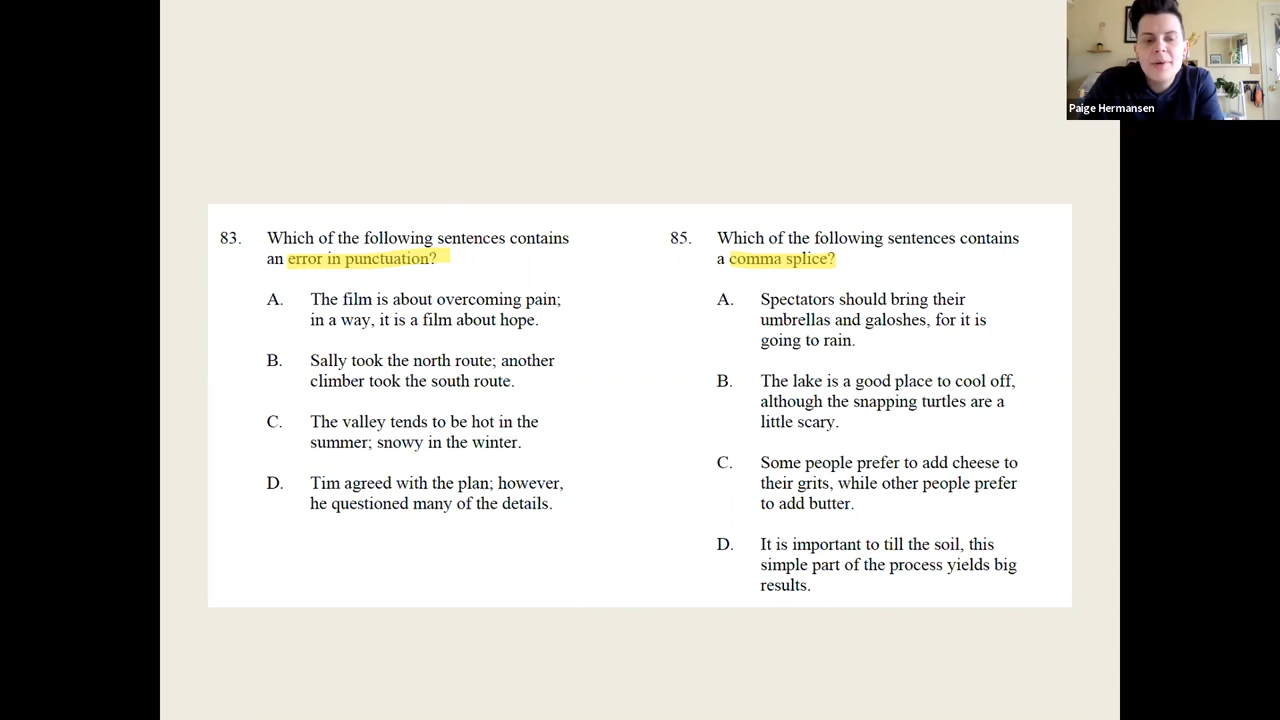 Paige Hermansen
83. Which of the following sentences contains
an error in punctuation?
A. The film is about overcoming pain;
in a way, it is a film about hope.
B. Sally took the north route; another
climber took the south route.
C. The valley tends to be hot in the
summer; snowy in the winter.
D. Tim agreed with the plan; however,
he questioned many of the details.
85. Which of the following sentences contains
a comma splice?
A. Spectators should bring their
umbrellas and galoshes, for it is
going to rain.
B. The lake is a good place to cool off,
although the snapping turtles are a
little scary.
C. Some people prefer to add cheese to
their grits, while other people prefer
to add butter.
D. It is important to till the soil, this
simple part of the process yields big
results.